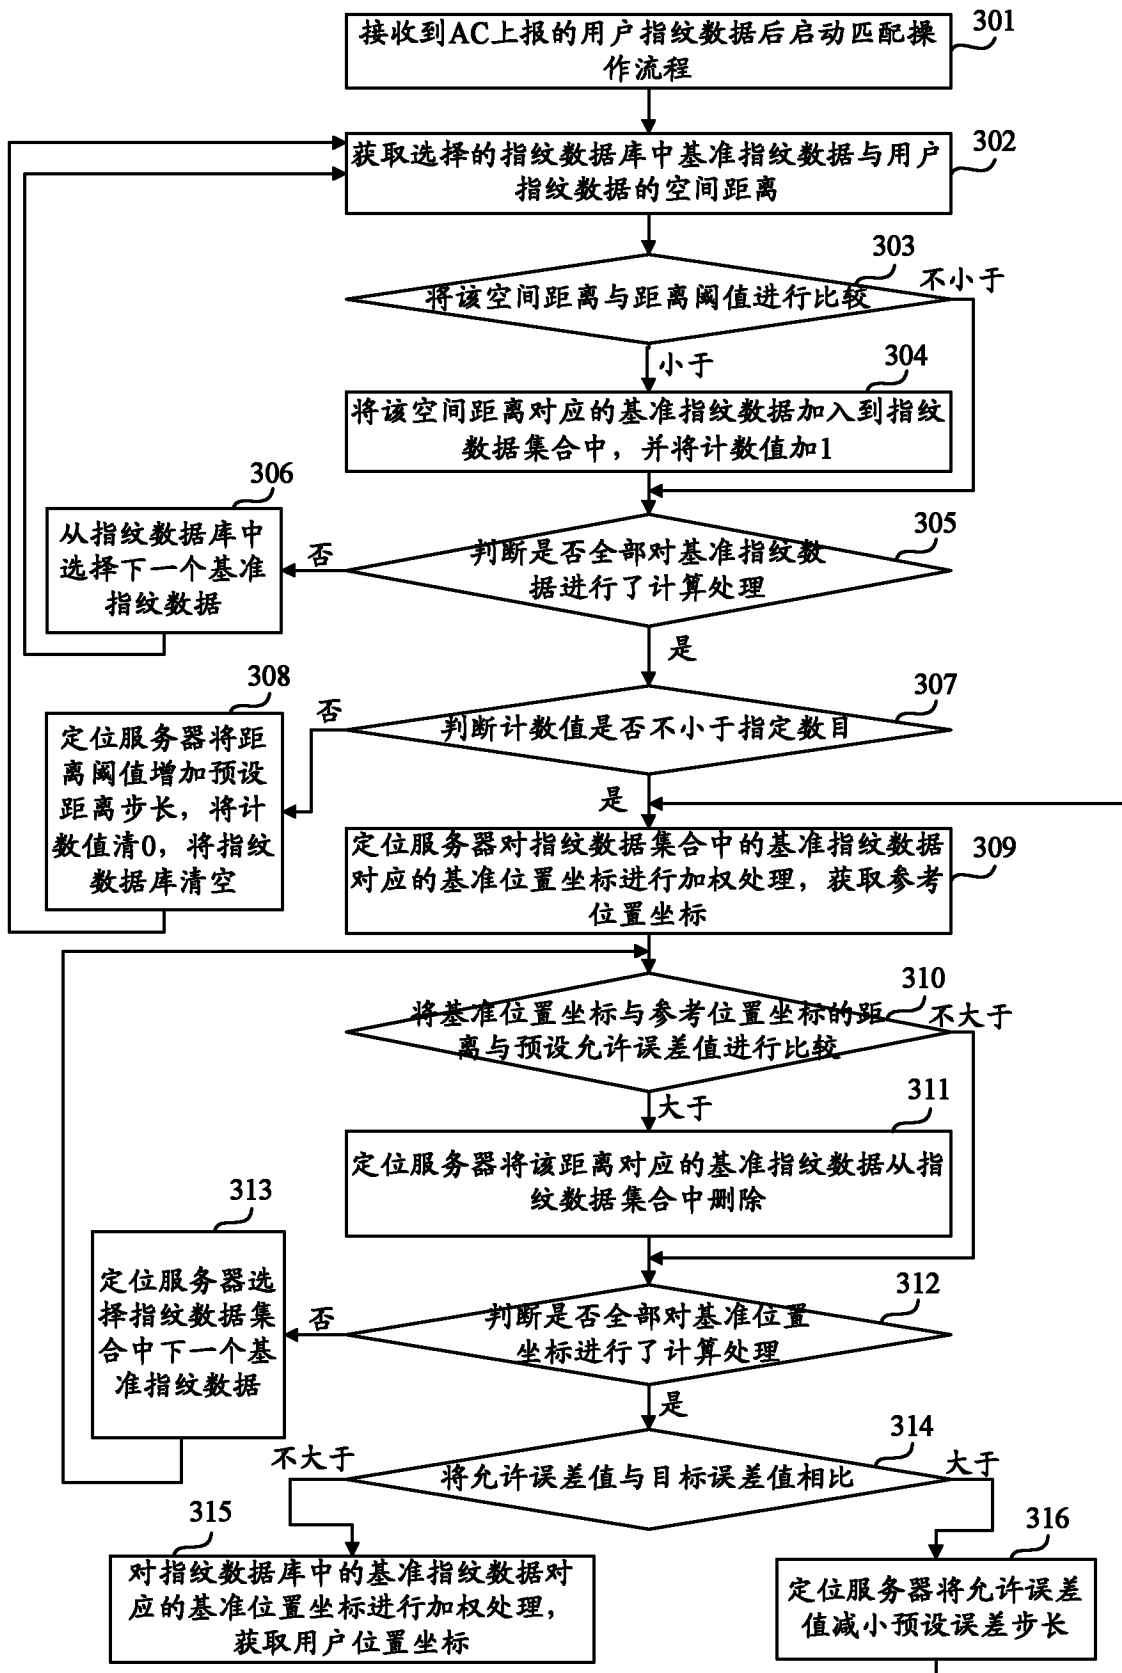 接收到AC上报的用户指纹数据后启动匹配操
作流程
301
获取选择的指纹数据库中基准指纹数据与用户
指纹数据的空间距离
302
303
将该空间距离与距离阈值进行比较
不小于
小于
304
将该空间距离对应的基准指纹数据加入到指纹
数据集合中，并将计数值加1
306
从指纹数据库中
选择下一个基准
指纹数据
否
305
判断是否全部对基准指纹数
据进行了计算处理
是
308
定位服务器将距
离阈值增加预设
距离步长，将计
数值清0，将指纹
数据库清空
否
307
判断计数值是否不小于指定数目
是
定位服务器对指纹数据集合中的基准指纹数据
对应的基准位置坐标进行加权处理，获取参考
位置坐标
309
310
将基准位置坐标与参考位置坐标的距
离与预设允许误差值进行比较
不大于
大于
311
定位服务器将该距离对应的基准指纹数据从指
纹数据集合中删除
313
定位服务器选
择指纹数据集
合中下一个基
准指纹数据
否
312
判断是否全部对基准位置
坐标进行了计算处理
是
不大于
314
将允许误差值与目标误差值相比
大于
315
对指纹数据库中的基准指纹数据对
应的基准位置坐标进行加权处理，
获取用户位置坐标
316
定位服务器将允许误差
值减小预设误差步长